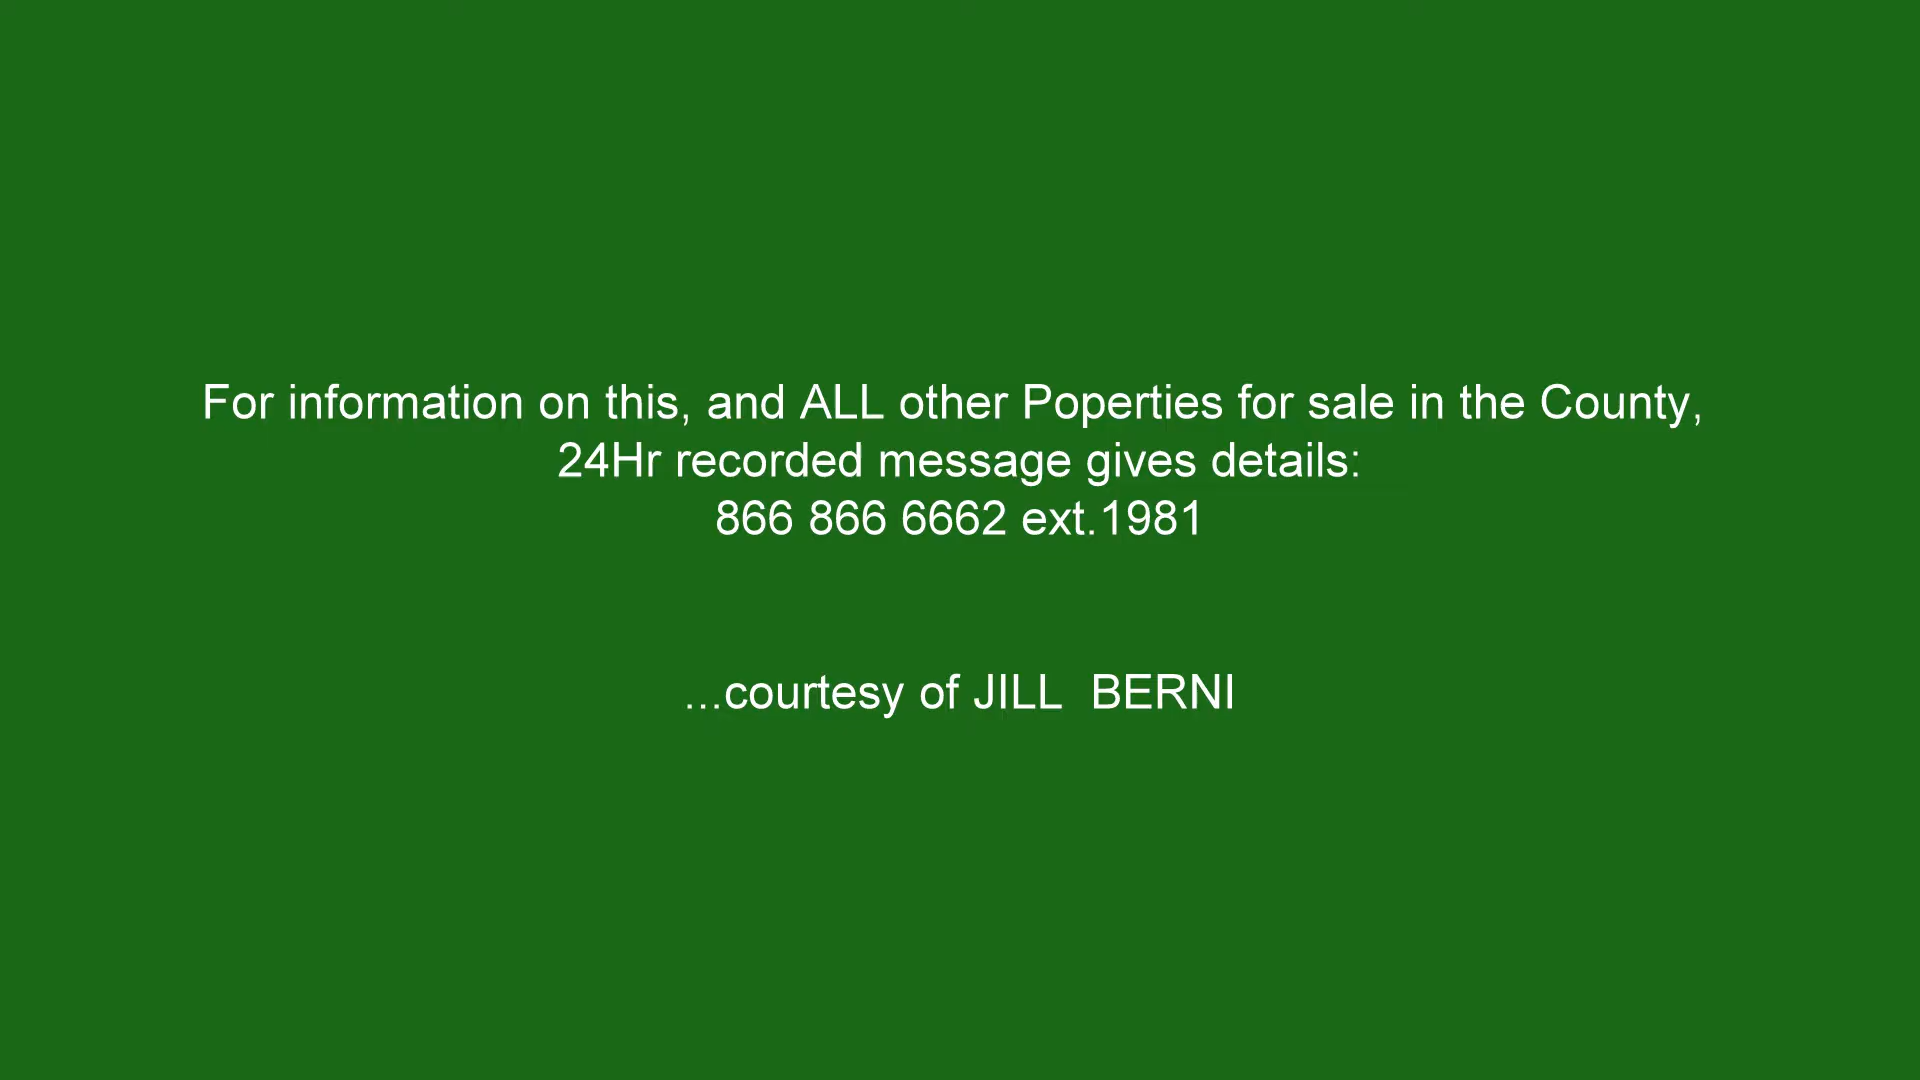 For information on this, and ALL other Poperties for sale in the County,
24Hr recorded message gives details:
866 866 6662 ext.1981
...courtesy of JILL  BERNI